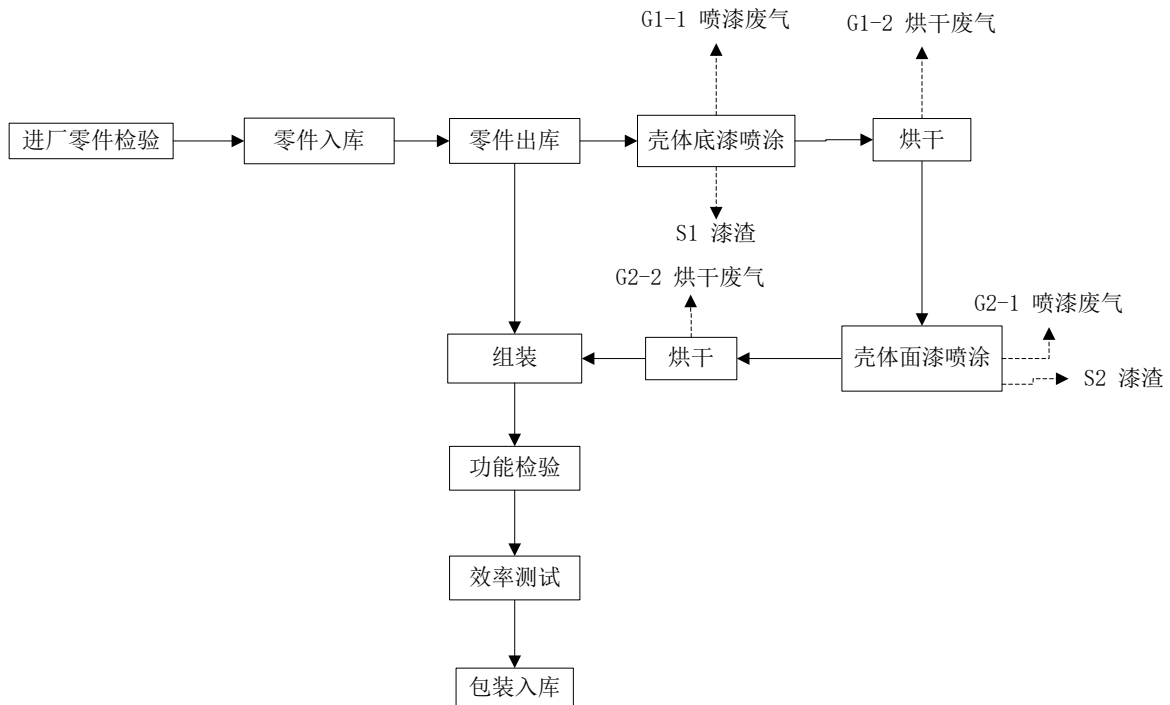 G1-1 喷漆废气
G1-2 烘干废气
进厂零件检验
零件入库
零件出库
壳体底漆喷涂
烘干
S1 漆渣
G2-2 烘干废气
G2-1 喷漆废气
组装
烘干
壳体面漆喷涂
S2 漆渣
功能检验
效率测试
包装入库